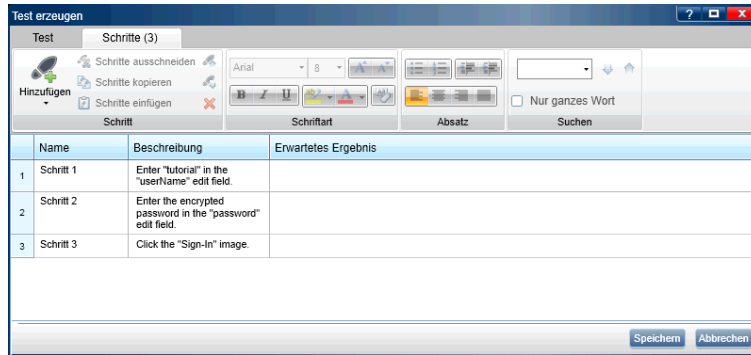 Test erzeugen
?
X
Test
Schritte (3)
Hinzufügen
Schritte ausschneiden
Schritte kopieren
Schritte einfügen
Schritt
Arial
8
A A
B I U
A
Schriftart
Absatz
Nur ganzes Wort
Suchen
Name Beschreibung Erwartetes Ergebnis
1 Schritt 1 Enter "tutorial" in the
"userName" edit field.
2 Schritt 2 Enter the encrypted
password in the "password"
edit field.
3 Schritt 3 Click the "Sign-In" image.
Speichern Abbrechen